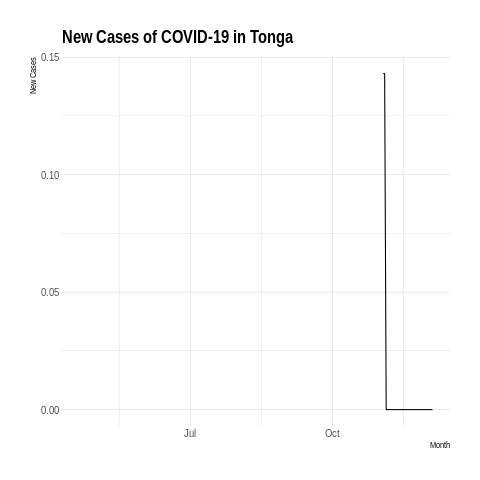 New Cases of COVID-19 in Tonga
New Cases
0.15
0.10
0.05
0.00
Jul Oct
Month